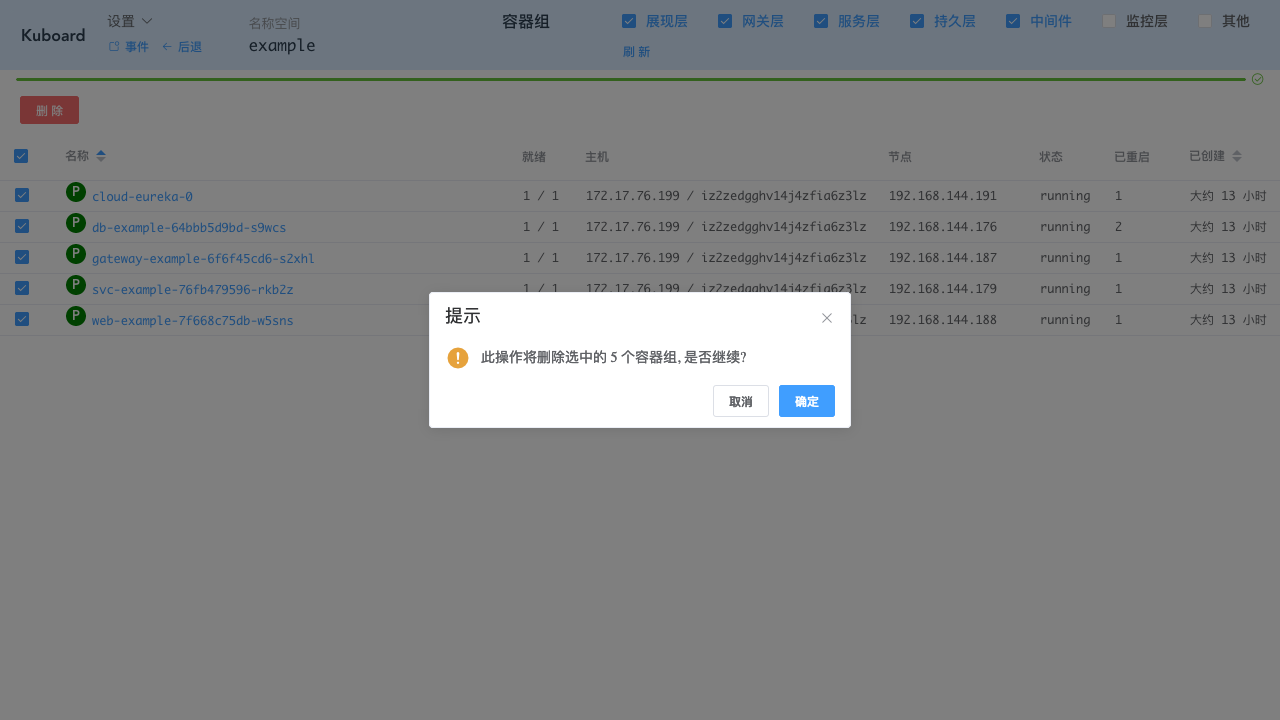 Kuboard
设置
事件 后退
名称空间
example
容器组
展现层 网关层 服务层 持久层 中间件 监控层 其他
刷 新
删 除
名称 就绪 主机 节点 状态 已重启 已创建
P cloud-eureka-0 1 / 1 172.17.76.199 / iz2zedgghv14j4zfia6z3lz 192.168.144.191 running 1 大约 13 小时
P db-example-64bbb5d9bd-s9wcs 1 / 1 172.17.76.199 / iz2zedgghv14j4zfia6z3lz 192.168.144.176 running 2 大约 13 小时
P gateway-example-6f6f45cd6-s2xhl 1 / 1 172.17.76.199 / iz2zedgghv14j4zfia6z3lz 192.168.144.187 running 1 大约 13 小时
P svc-example-76fb479596-rkb2z 1 / 1 172.17.76.199 / iz2zedgghv14j4zfia6z3lz 192.168.144.179 running 1 大约 13 小时
P web-example-7f668c75db-w5sns 192.168.144.188 running 1 大约 13 小时
提示
此操作将删除选中的 5 个容器组, 是否继续?
取消 确定